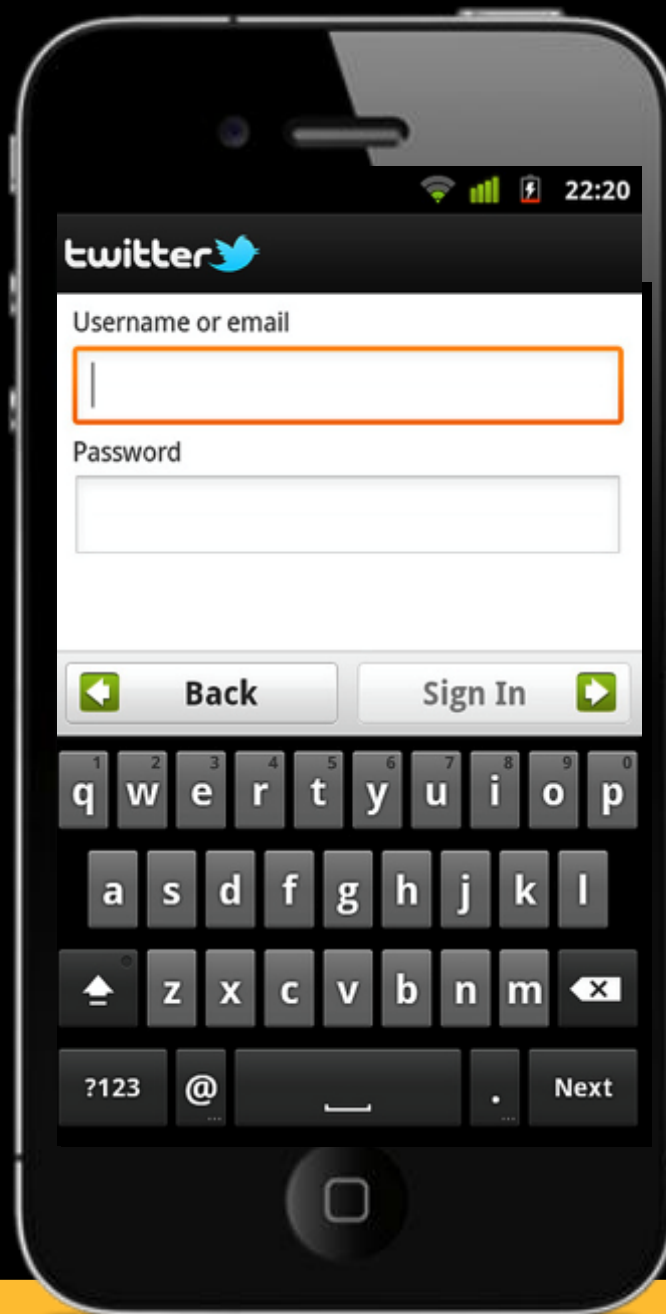 22:20
twitter
Username or email
Password
Back Sign In
1 2 3 4 5 6 7 8 9 0
q w e r t y u i o p
a s d f g h j k l
z x c v b n m
?123 @ . Next